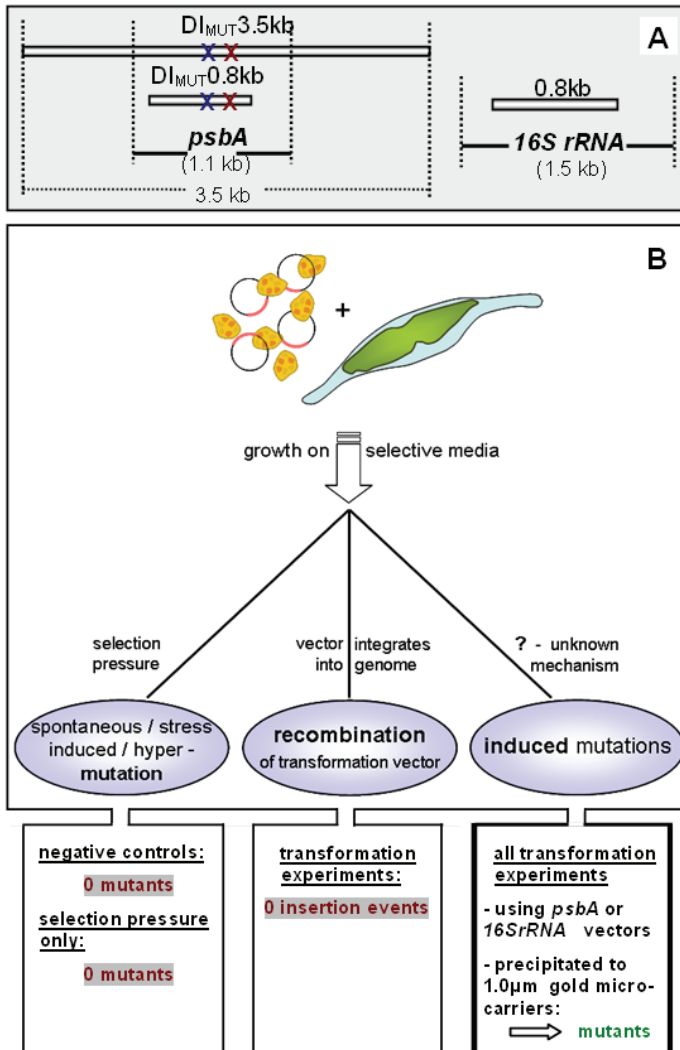 A
DIMUT3.5kb
X X
DIMUT0.8kb
X X
psbA
(1.1 kb)
3.5 kb
0.8kb
16S rRNA
(1.5 kb)
B
+
growth on selective media
selection
pressure
vector integrates
into genome
? - unknown
mechanism
spontaneous / stress
induced / hyper -
mutation
recombination
of transformation vector
induced mutations
negative controls:
0 mutants
selection pressure
only:
0 mutants
transformation
experiments:
0 insertion events
all transformation
experiments
- using psbA or
16SrRNA vectors
- precipitated to
1.0µm gold micro-
carriers:
mutants